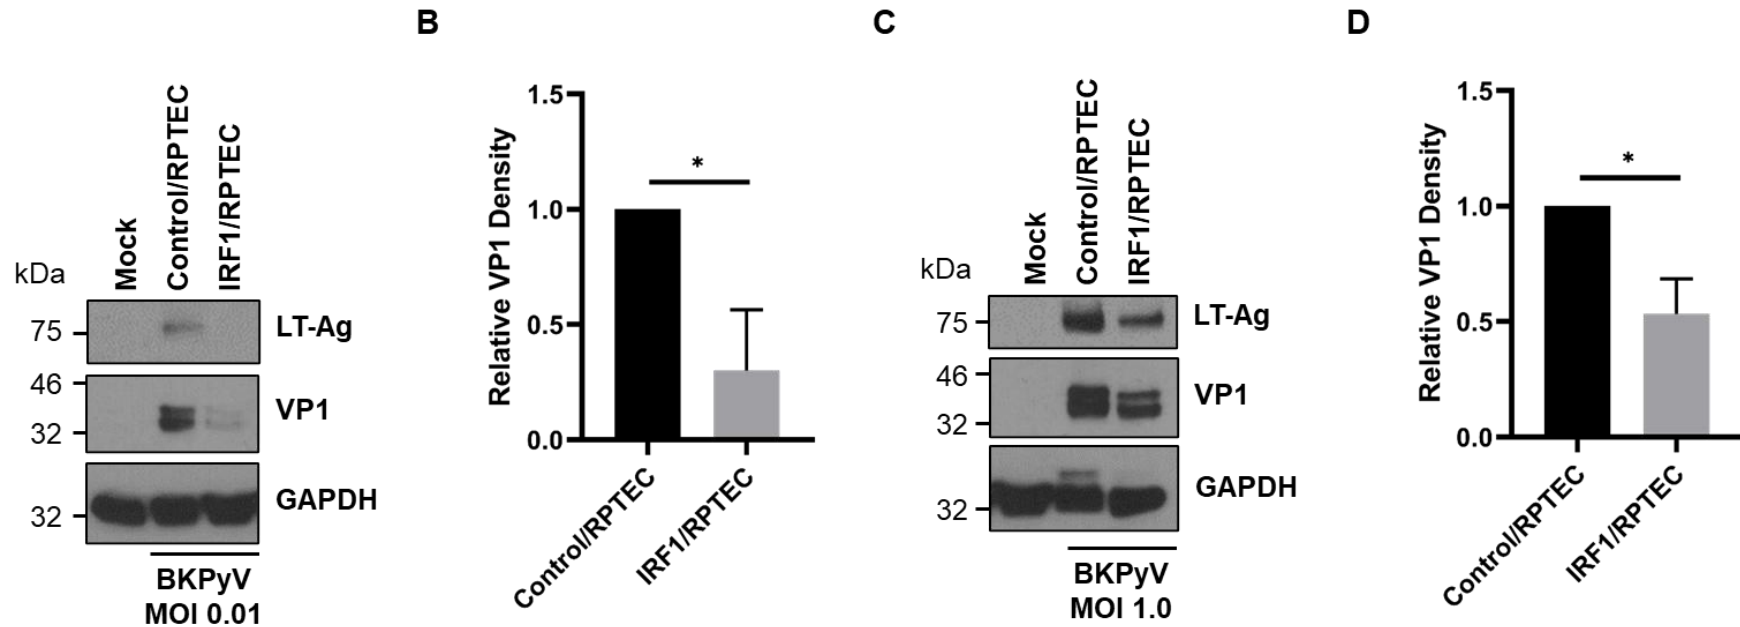 B
C
D
kDa
Mock
Control/RPTEC
IRF1/RPTEC
75
LT-Ag
46
VP1
32
GAPDH
32
BKPyV
MOI 0.01
Relative VP1 Density
1.5
*
1.0
0.5
0.0
Control/RPTEC
IRF1/RPTEC
kDa
Mock
Control/RPTEC
IRF1/RPTEC
75
LT-Ag
46
VP1
32
GAPDH
32
BKPyV
MOI 1.0
Relative VP1 Density
1.5
*
1.0
0.5
0.0
Control/RPTEC
IRF1/RPTEC